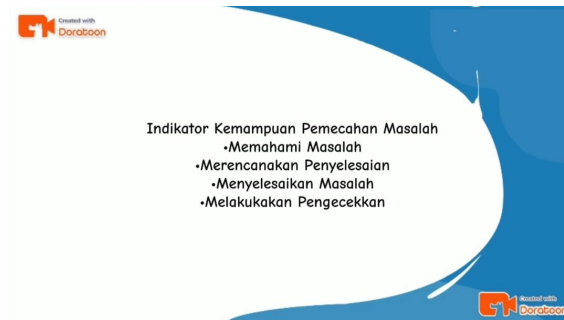 Created with
Doratoon
Indikator Kemampuan Pemecahan Masalah
•Memahami Masalah
•Merencanakan Penyelesaian
•Menyelesaikan Masalah
•Melakukakan Pengecekkan
Created with
Doratoon